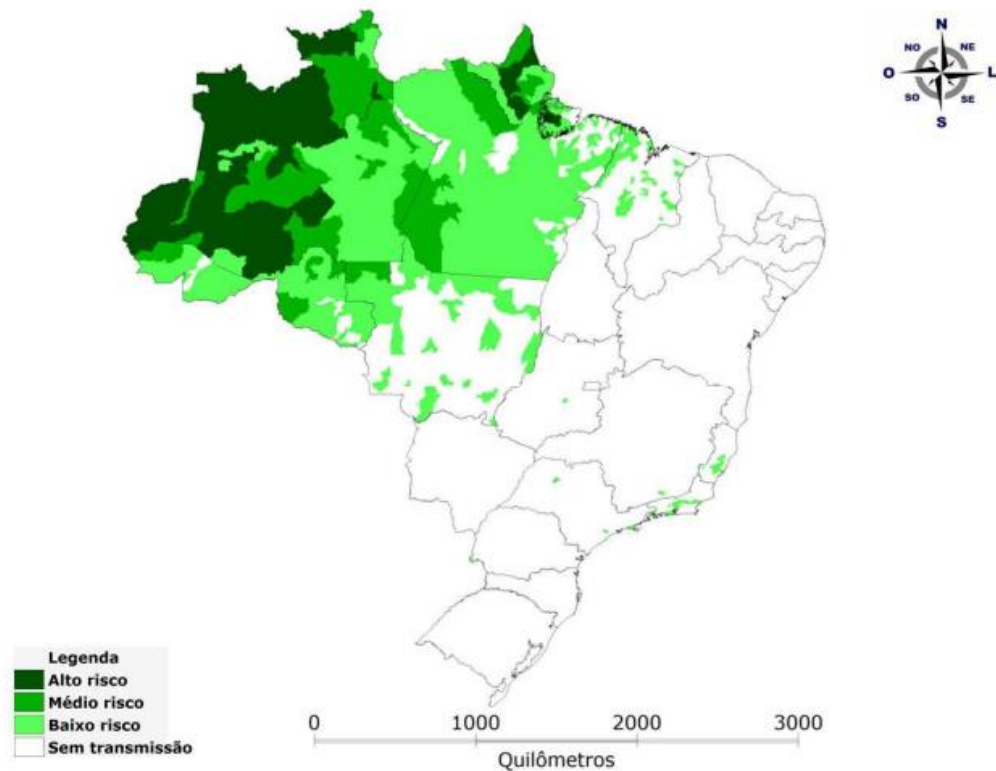 N
NO NE
O L
SO SE
S
Legenda
Alto risco
Médio risco
Baixo risco
Sem transmissão
0 1000 2000 3000
Quilômetros